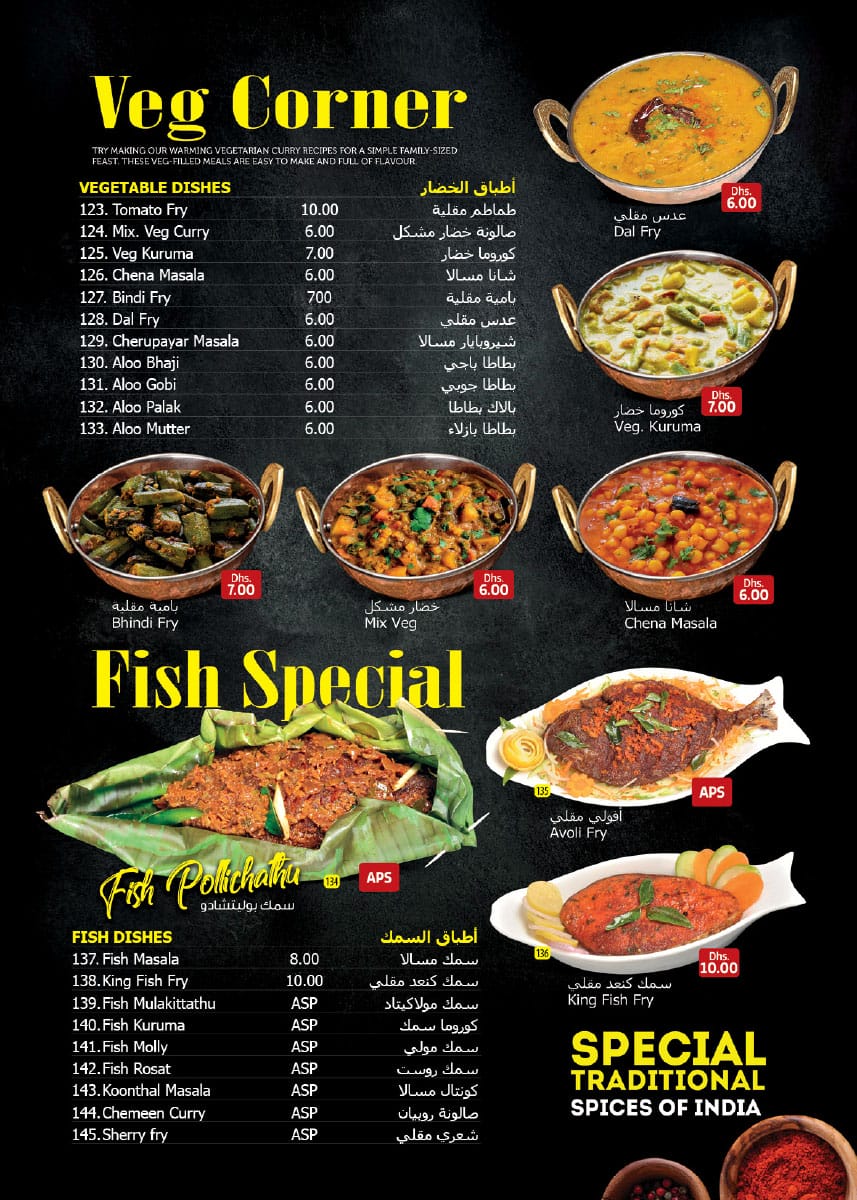 Veg Corner
TRY MAKING OUR WARMING VEGETARIAN CURRY RECIPES FOR A SIMPLE FAMILY-SIZED
FEAST. THESE VEG-FILLED MEALS ARE EASY TO MAKE AND FULL OF FLAVOUR.
VEGETABLE DISHES أطباق الخضار
123. Tomato Fry 10.00 طماطم مقلية
124. Mix. Veg Curry 6.00 صالونة خضار مشكل
125. Veg Kuruma 7.00 كوروما خضار
126. Chena Masala 6.00 شانا مسالا
127. Bindi Fry 700 بامية مقلية
128. Dal Fry 6.00 عدس مقلي
129. Cherupayar Masala 6.00 شيروبايار مسالا
130. Aloo Bhaji 6.00 بطاطا باجي
131. Aloo Gobi 6.00 بطاطا جوبي
132. Aloo Palak 6.00 بالاك بطاطا
133. Aloo Mutter 6.00 بطاطا بازلاء
Dhs.
6.00
عدس مقلي
Dal Fry
Dhs.
7.00
كوروما خضار
Veg. Kuruma
Dhs.
7.00
بامية مقلية
Bhindi Fry
Dhs.
6.00
خضار مشكل
Mix Veg
Dhs.
6.00
شانا مسالا
Chena Masala
Fish Special
Fish Pollichathu
134
APS
سمك بوليتشادو
135
APS
أفولي مقلي
Avoli Fry
136
Dhs.
10.00
سمك كنعد مقلي
King Fish Fry
FISH DISHES أطباق السمك
137. Fish Masala 8.00 سمك مسالا
138. King Fish Fry 10.00 سمك كنعد مقلي
139. Fish Mulakittathu ASP سمك مولاكيتاد
140. Fish Kuruma ASP كوروما سمك
141. Fish Molly ASP سمك مولي
142. Fish Rosat ASP سمك روست
143. Koonthal Masala ASP كونتال مسالا
144. Chemeen Curry ASP صالونة روبيان
145. Sherry fry ASP شعري مقلي
SPECIAL
TRADITIONAL
SPICES OF INDIA